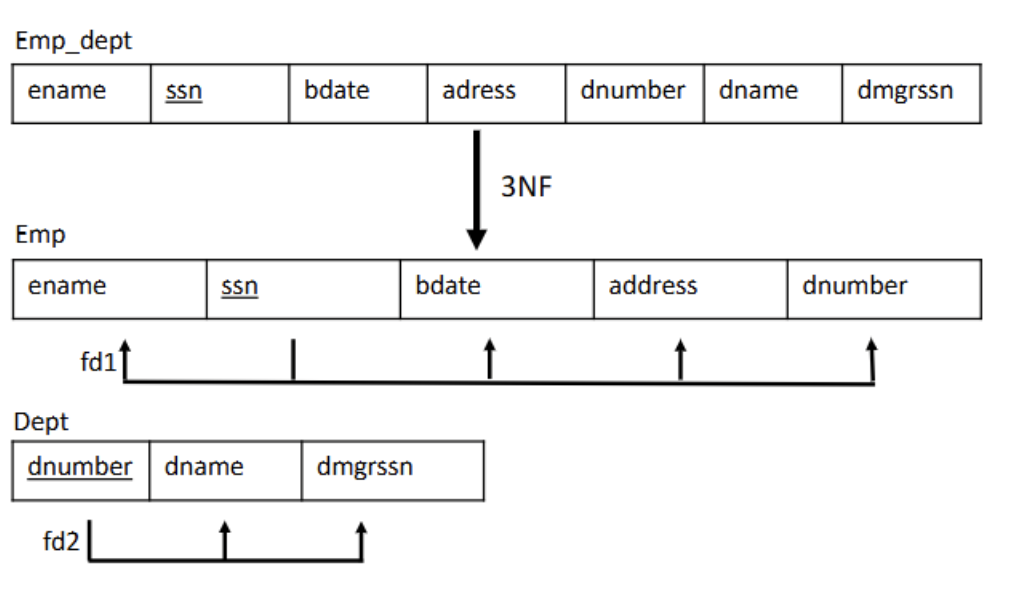 Emp_dept
ename ssn bdate adress dnumber dname dmgrssn
3NF
Emp
ename ssn bdate address dnumber
fd1
Dept
dnumber dname dmgrssn
fd2